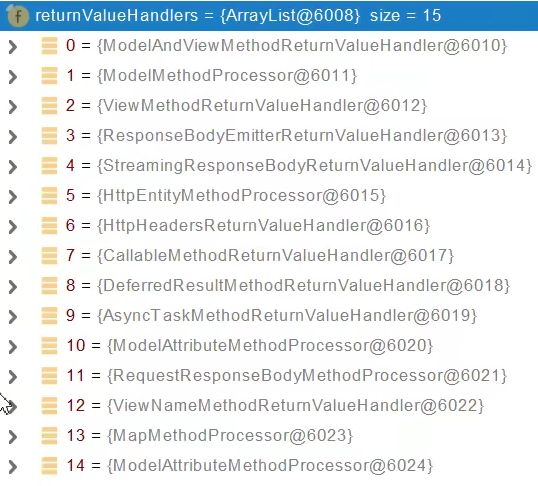 f returnValueHandlers = {ArrayList@6008} size = 15
0 = {ModelAndViewMethodReturnValueHandler@6010}
1 = {ModelMethodProcessor@6011}
2 = {ViewMethodReturnValueHandler@6012}
3 = {ResponseBodyEmitterReturnValueHandler@6013}
4 = {StreamingResponseBodyReturnValueHandler@6014}
5 = {HttpEntityMethodProcessor@6015}
6 = {HttpHeadersReturnValueHandler@6016}
7 = {CallableMethodReturnValueHandler@6017}
8 = {DeferredResultMethodReturnValueHandler@6018}
9 = {AsyncTaskMethodReturnValueHandler@6019}
10 = {ModelAttributeMethodProcessor@6020}
11 = {RequestResponseBodyMethodProcessor@6021}
12 = {ViewNameMethodReturnValueHandler@6022}
13 = {MapMethodProcessor@6023}
14 = {ModelAttributeMethodProcessor@6024}